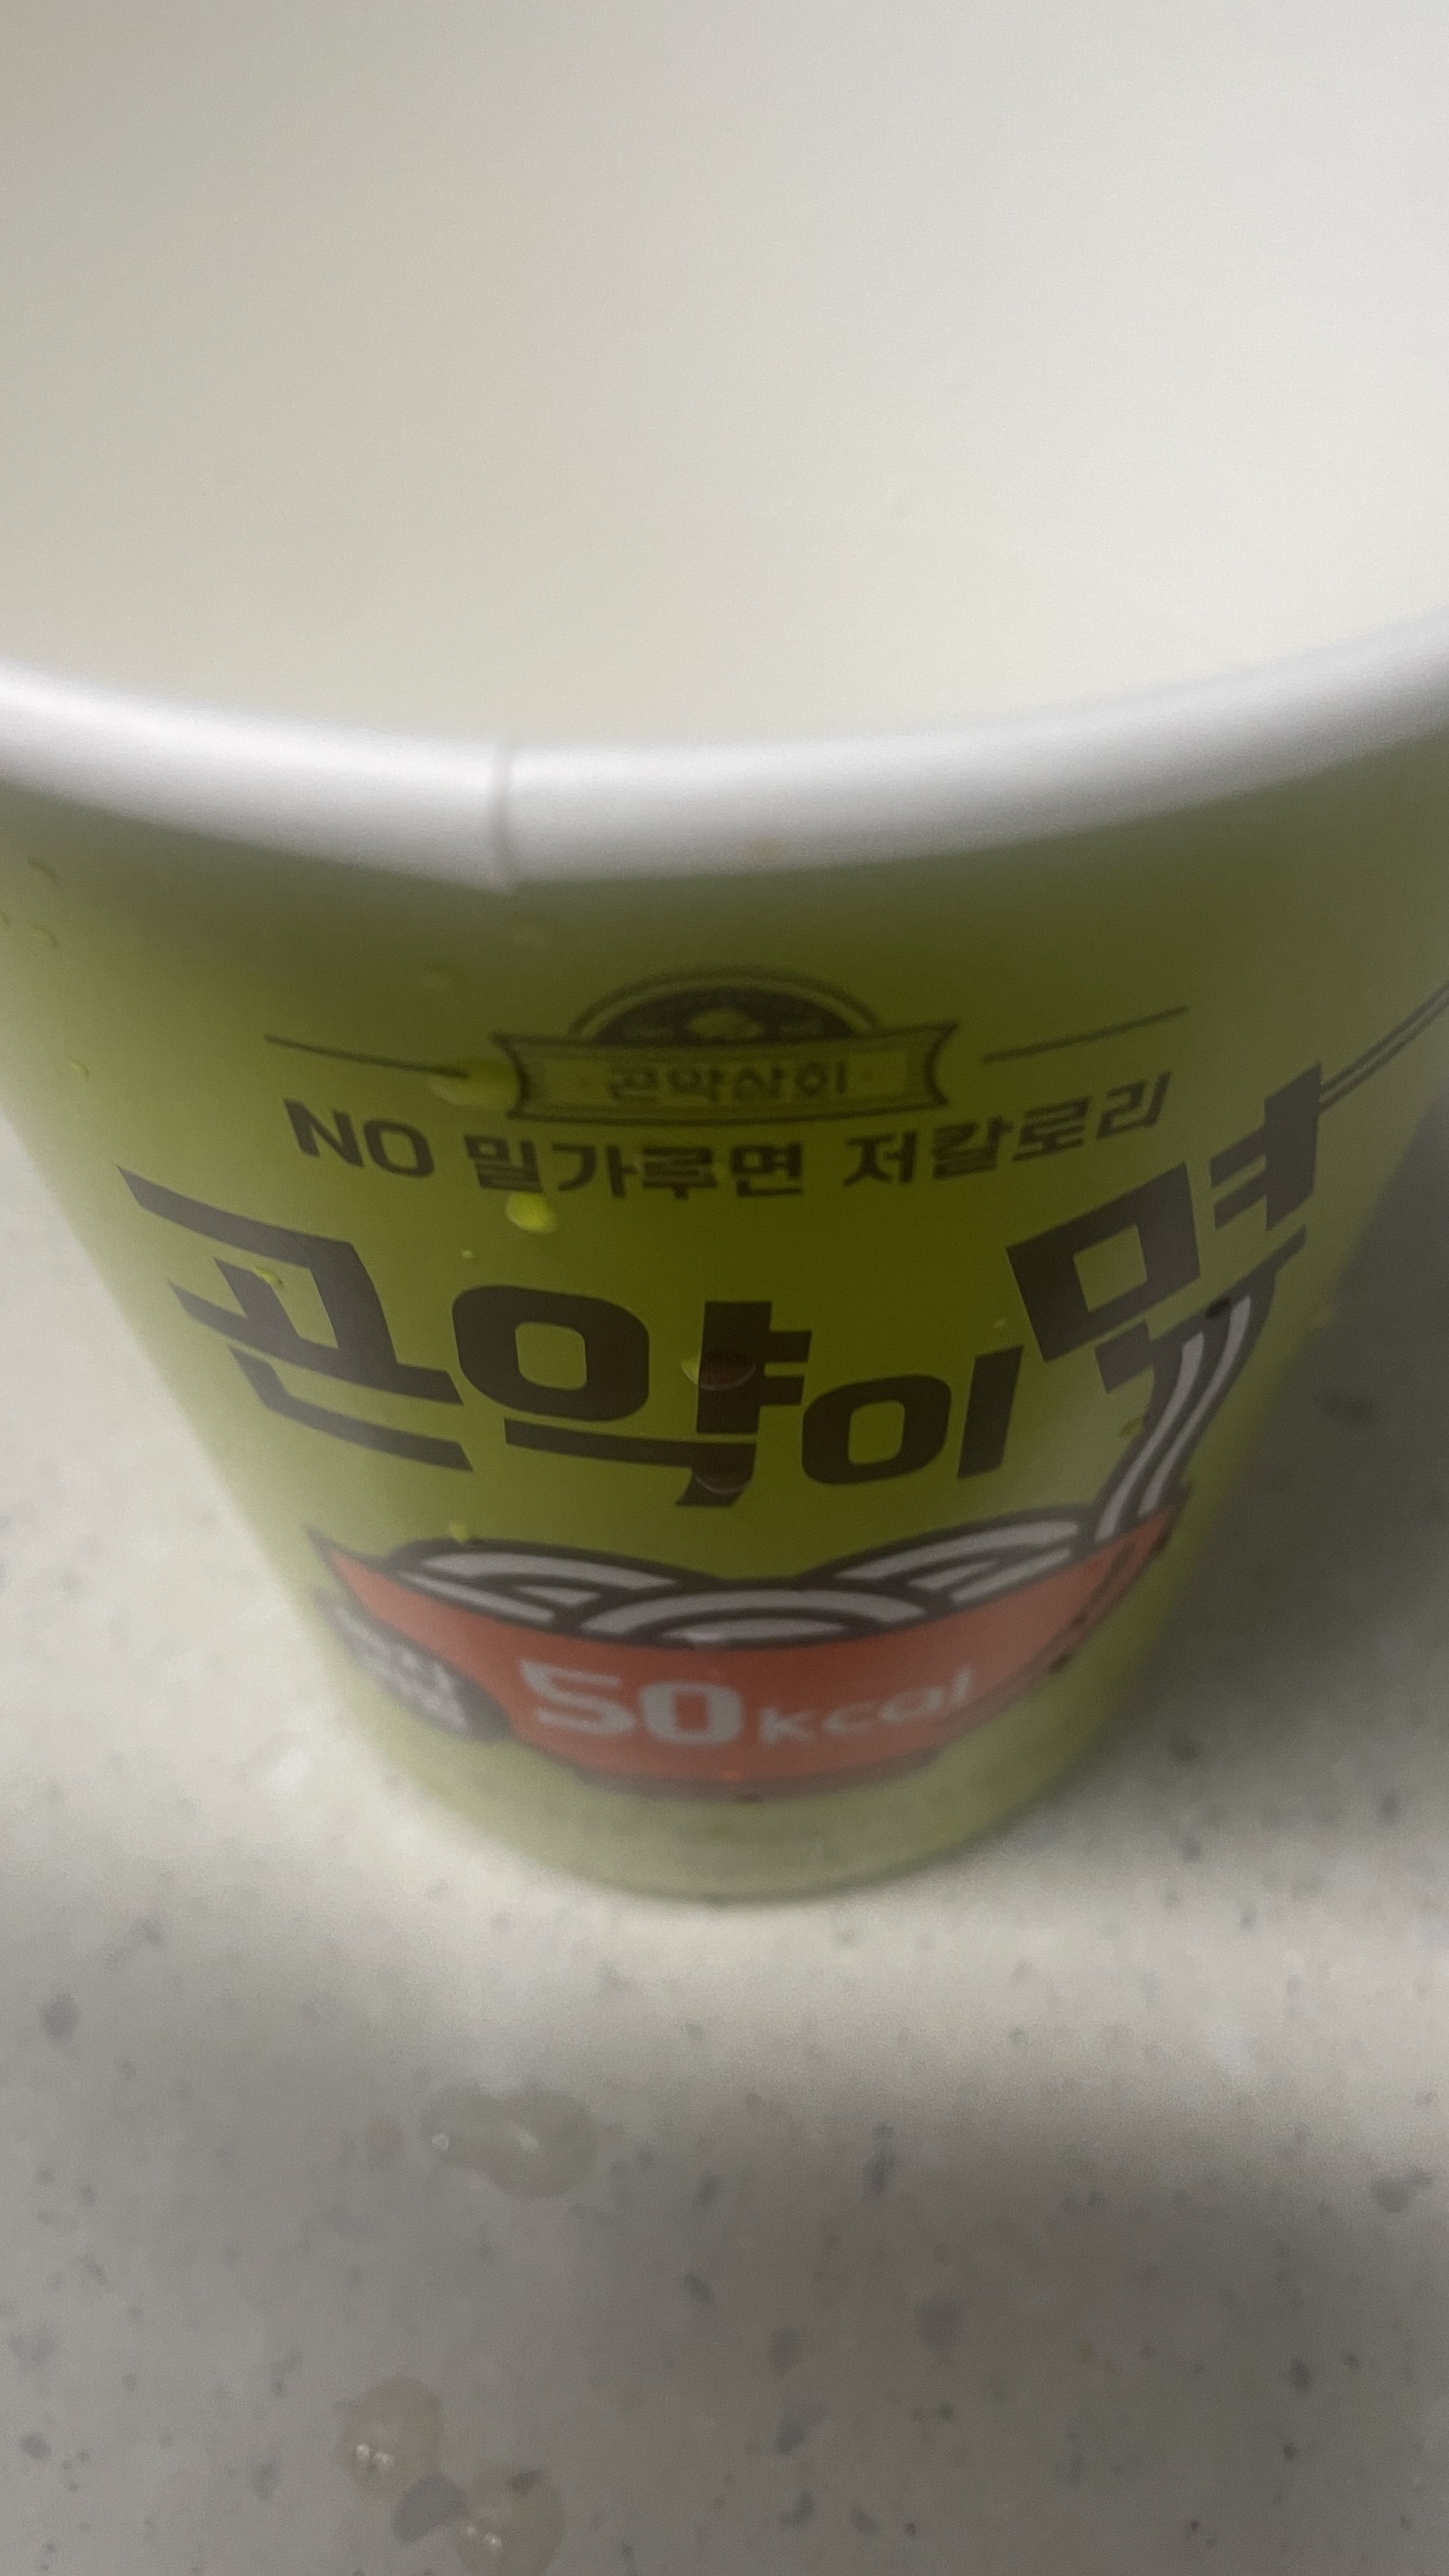 곤약상회
NO 밀가루면 저칼로리
곤약이면
50kcal